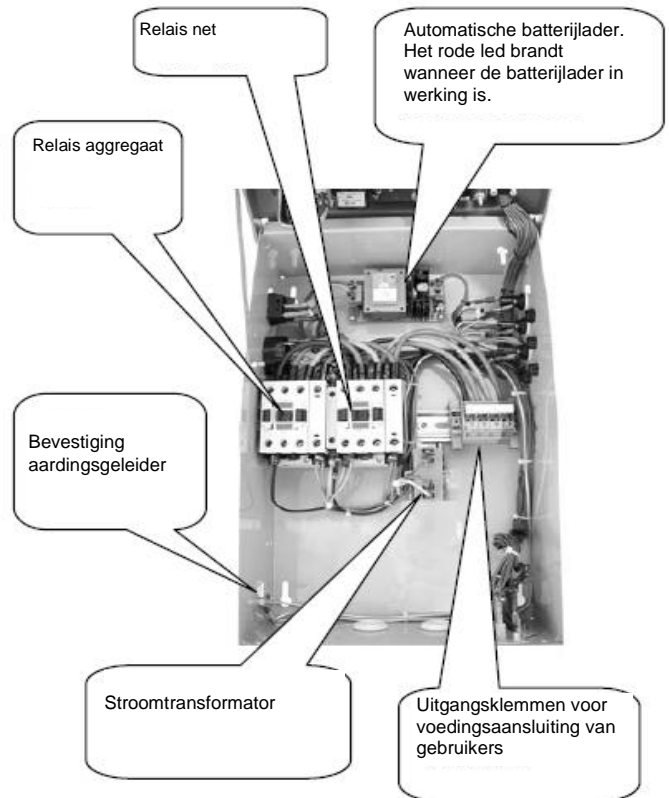 Relais net
Automatische batterijlader.
Het rode led brandt
wanneer de batterijlader in
werking is.
Relais aggregaat
Bevestiging
aardingsgeleider
Stroomtransformator
Uitgangsklemmen voor
voedingsaansluiting van
gebruikers